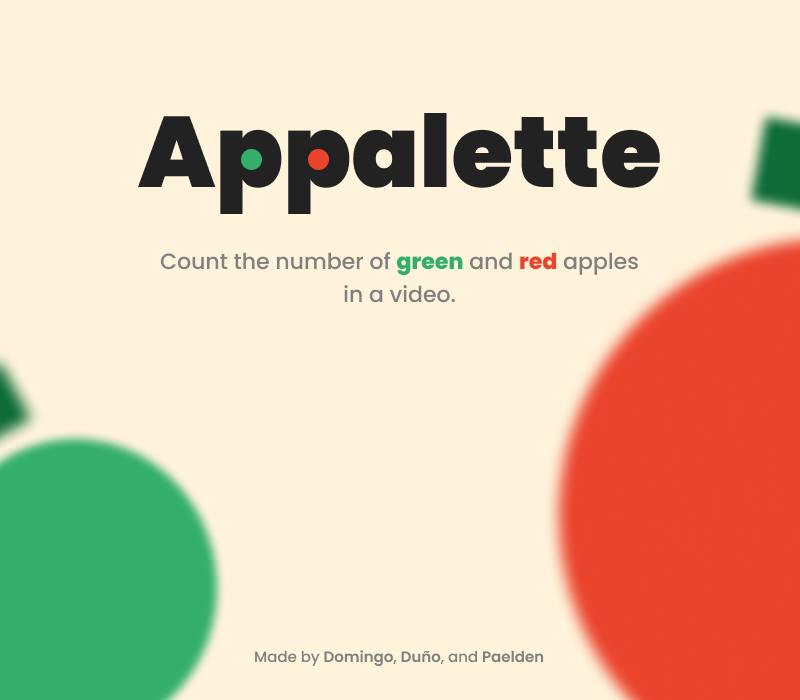 Appalette
Count the number of green and red apples
in a video.
Made by Domingo, Duño, and Paelden